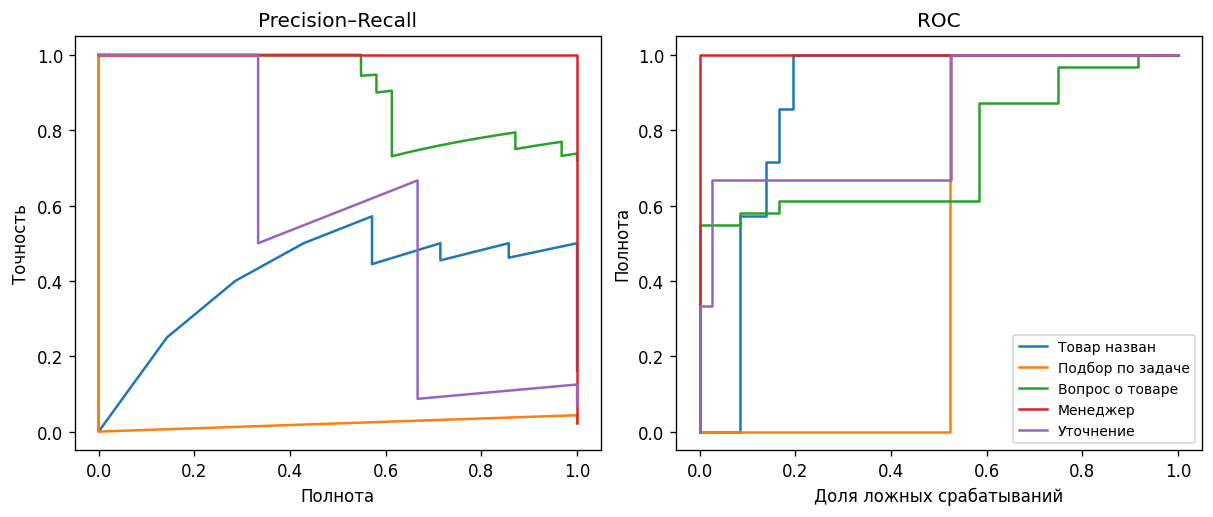 Precision–Recall
1.0
0.8
0.6
0.4
0.2
0.0
Точность
0.0 0.2 0.4 0.6 0.8 1.0
Полнота
ROC
1.0
0.8
0.6
0.4
0.2
0.0
Полнота
0.0 0.2 0.4 0.6 0.8 1.0
Доля ложных срабатываний
Товар назван
Подбор по задаче
Вопрос о товаре
Менеджер
Уточнение